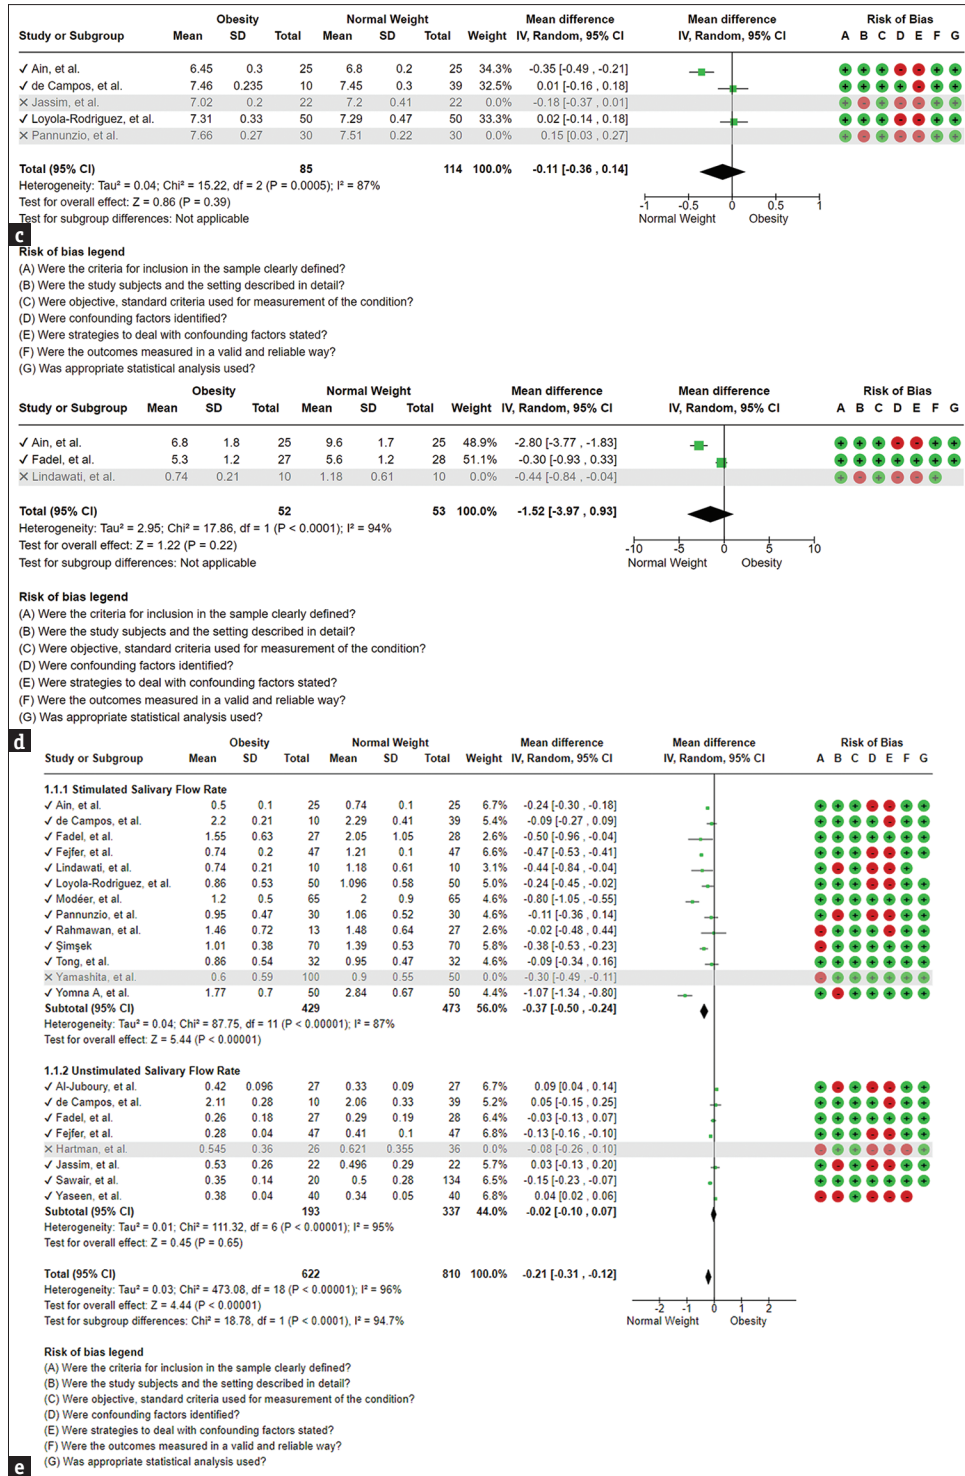 Obesity Normal Weight Mean difference Mean difference Risk of Bias
Study or Subgroup Mean SD Total Mean SD Total Weight IV, Random, 95% CI IV, Random, 95% CI A B C D E F G
✓ Ain, et al. 6.45 0.3 25 6.8 0.2 25 34.3% -0.35 [-0.49 , -0.21] + + + - - + +
✓ de Campos, et al. 7.46 0.235 10 7.45 0.3 39 32.5% 0.01 [-0.16 , 0.18] + + + + - + +
✕ Jassim, et al. 7.02 0.2 22 7.2 0.41 22 0.0% -0.18 [-0.37 , 0.01] + - + - - + +
✓ Loyola-Rodriguez, et al. 7.31 0.33 50 7.29 0.47 50 33.3% 0.02 [-0.14 , 0.18] + + + - - + +
✕ Pannunzio, et al. 7.66 0.27 30 7.51 0.22 30 0.0% 0.15 [0.03 , 0.27] + - + - - + +
Total (95% CI) 85 114 100.0% -0.11 [-0.36 , 0.14]
Heterogeneity: Tau² = 0.04; Chi² = 15.22, df = 2 (P = 0.0005); I² = 87%
Test for overall effect: Z = 0.86 (P = 0.39)
Test for subgroup differences: Not applicable
-1 -0.5 0 0.5 1
Normal Weight Obesity
c
Risk of bias legend
(A) Were the criteria for inclusion in the sample clearly defined?
(B) Were the study subjects and the setting described in detail?
(C) Were objective, standard criteria used for measurement of the condition?
(D) Were confounding factors identified?
(E) Were strategies to deal with confounding factors stated?
(F) Were the outcomes measured in a valid and reliable way?
(G) Was appropriate statistical analysis used?
Obesity Normal Weight Mean difference Mean difference Risk of Bias
Study or Subgroup Mean SD Total Mean SD Total Weight IV, Random, 95% CI IV, Random, 95% CI A B C D E F G
✓ Ain, et al. 6.8 1.8 25 9.6 1.7 25 48.9% -2.80 [-3.77 , -1.83] + + + - - + +
✓ Fadel, et al. 5.3 1.2 27 5.6 1.2 28 51.1% -0.30 [-0.93 , 0.33] + + + + + + +
✕ Lindawati, et al. 0.74 0.21 10 1.18 0.61 10 0.0% -0.44 [-0.84 , -0.04] + - + - - +
Total (95% CI) 52 53 100.0% -1.52 [-3.97 , 0.93]
Heterogeneity: Tau² = 2.95; Chi² = 17.86, df = 1 (P < 0.0001); I² = 94%
Test for overall effect: Z = 1.22 (P = 0.22)
Test for subgroup differences: Not applicable
-10 -5 0 5 10
Normal Weight Obesity
Risk of bias legend
(A) Were the criteria for inclusion in the sample clearly defined?
(B) Were the study subjects and the setting described in detail?
(C) Were objective, standard criteria used for measurement of the condition?
(D) Were confounding factors identified?
(E) Were strategies to deal with confounding factors stated?
(F) Were the outcomes measured in a valid and reliable way?
(G) Was appropriate statistical analysis used?
d
Obesity Normal Weight Mean difference Mean difference Risk of Bias
Study or Subgroup Mean SD Total Mean SD Total Weight IV, Random, 95% CI IV, Random, 95% CI A B C D E F G
1.1.1 Stimulated Salivary Flow Rate
✓ Ain, et al. 0.5 0.1 25 0.74 0.1 25 6.7% -0.24 [-0.30 , -0.18] + + + - - + +
✓ de Campos, et al. 2.2 0.21 10 2.29 0.41 39 5.4% -0.09 [-0.27 , 0.09] + + + + - + +
✓ Fadel, et al. 1.55 0.63 27 2.05 1.05 28 2.6% -0.50 [-0.96 , -0.04] + + + + + + +
✓ Fejfer, et al. 0.74 0.2 47 1.21 0.1 47 6.6% -0.47 [-0.53 , -0.41] + + + - - + +
✓ Lindawati, et al. 0.74 0.21 10 1.18 0.61 10 3.1% -0.44 [-0.84 , -0.04] + - + - - +
✓ Loyola-Rodriguez, et al. 0.86 0.53 50 1.096 0.58 50 5.0% -0.24 [-0.45 , -0.02] + + + - - + +
✓ Modéer, et al. 1.2 0.5 65 2 0.9 65 4.6% -0.80 [-1.05 , -0.55] + + + + + + +
✓ Pannunzio, et al. 0.95 0.47 30 1.06 0.52 30 4.6% -0.11 [-0.36 , 0.14] + - + - - + +
✓ Rahmawan, et al. 1.46 0.72 13 1.48 0.64 27 2.6% -0.02 [-0.48 , 0.44] - + + - - + +
✓ Şimşek 1.01 0.38 70 1.39 0.53 70 5.7% -0.38 [-0.53 , -0.23] - + + + + + +
✓ Tong, et al. 0.86 0.54 32 0.95 0.47 32 4.6% -0.09 [-0.34 , 0.16] + + + + + + +
✕ Yamashita, et al. 0.6 0.59 100 0.9 0.55 50 0.0% -0.30 [-0.49 , -0.11] - + + + + + +
✓ Yomna A, et al. 1.77 0.7 50 2.84 0.67 50 4.4% -1.07 [-1.34 , -0.80] + - + + + + +
Subtotal (95% CI) 429 473 56.0% -0.37 [-0.50 , -0.24]
Heterogeneity: Tau² = 0.04; Chi² = 87.75, df = 11 (P < 0.00001); I² = 87%
Test for overall effect: Z = 5.44 (P < 0.00001)
1.1.2 Unstimulated Salivary Flow Rate
✓ Al-Juboury, et al. 0.42 0.096 27 0.33 0.09 27 6.7% 0.09 [0.04 , 0.14] + - + - - + +
✓ de Campos, et al. 2.11 0.28 10 2.06 0.33 39 5.2% 0.05 [-0.15 , 0.25] + + + + - + +
✓ Fadel, et al. 0.26 0.18 27 0.29 0.19 28 6.4% -0.03 [-0.13 , 0.07] + + + + + + +
✓ Fejfer, et al. 0.28 0.04 47 0.41 0.1 47 6.8% -0.13 [-0.16 , -0.10] + + + - - + +
✕ Hartman, et al. 0.545 0.36 26 0.621 0.355 36 0.0% -0.08 [-0.26 , 0.10] - - + - - - +
✓ Jassim, et al. 0.53 0.26 22 0.496 0.29 22 5.7% 0.03 [-0.13 , 0.20] + - + - - + +
✓ Sawair, et al. 0.35 0.14 20 0.5 0.28 134 6.5% -0.15 [-0.23 , -0.07] + + + + + + +
✓ Yaseen, et al. 0.38 0.04 40 0.34 0.05 40 6.8% 0.04 [0.02 , 0.06] - - + - - -
Subtotal (95% CI) 193 337 44.0% -0.02 [-0.10 , 0.07]
Heterogeneity: Tau² = 0.01; Chi² = 111.32, df = 6 (P < 0.00001); I² = 95%
Test for overall effect: Z = 0.45 (P = 0.65)
Total (95% CI) 622 810 100.0% -0.21 [-0.31 , -0.12]
Heterogeneity: Tau² = 0.03; Chi² = 473.08, df = 18 (P < 0.00001); I² = 96%
Test for overall effect: Z = 4.44 (P < 0.00001)
Test for subgroup differences: Chi² = 18.78, df = 1 (P < 0.0001), I² = 94.7%
-2 -1 0 1 2
Normal Weight Obesity
Risk of bias legend
(A) Were the criteria for inclusion in the sample clearly defined?
(B) Were the study subjects and the setting described in detail?
(C) Were objective, standard criteria used for measurement of the condition?
(D) Were confounding factors identified?
(E) Were strategies to deal with confounding factors stated?
(F) Were the outcomes measured in a valid and reliable way?
(G) Was appropriate statistical analysis used?
e